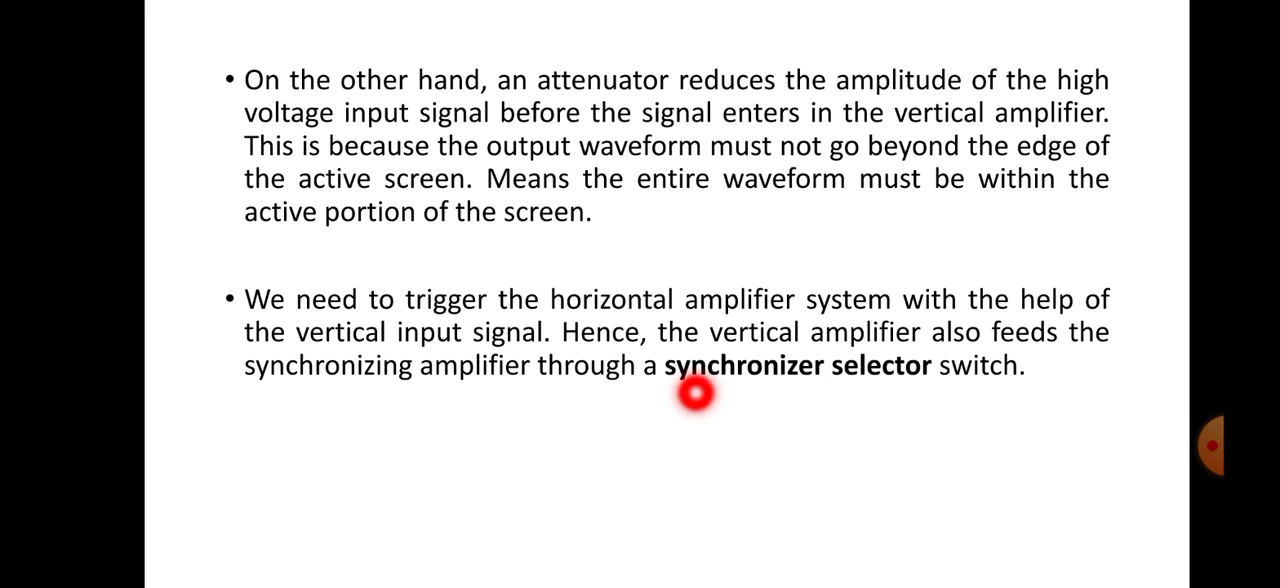 • On the other hand, an attenuator reduces the amplitude of the high
voltage input signal before the signal enters in the vertical amplifier.
This is because the output waveform must not go beyond the edge of
the active screen. Means the entire waveform must be within the
active portion of the screen.
• We need to trigger the horizontal amplifier system with the help of
the vertical input signal. Hence, the vertical amplifier also feeds the
synchronizing amplifier through a synchronizer selector switch.